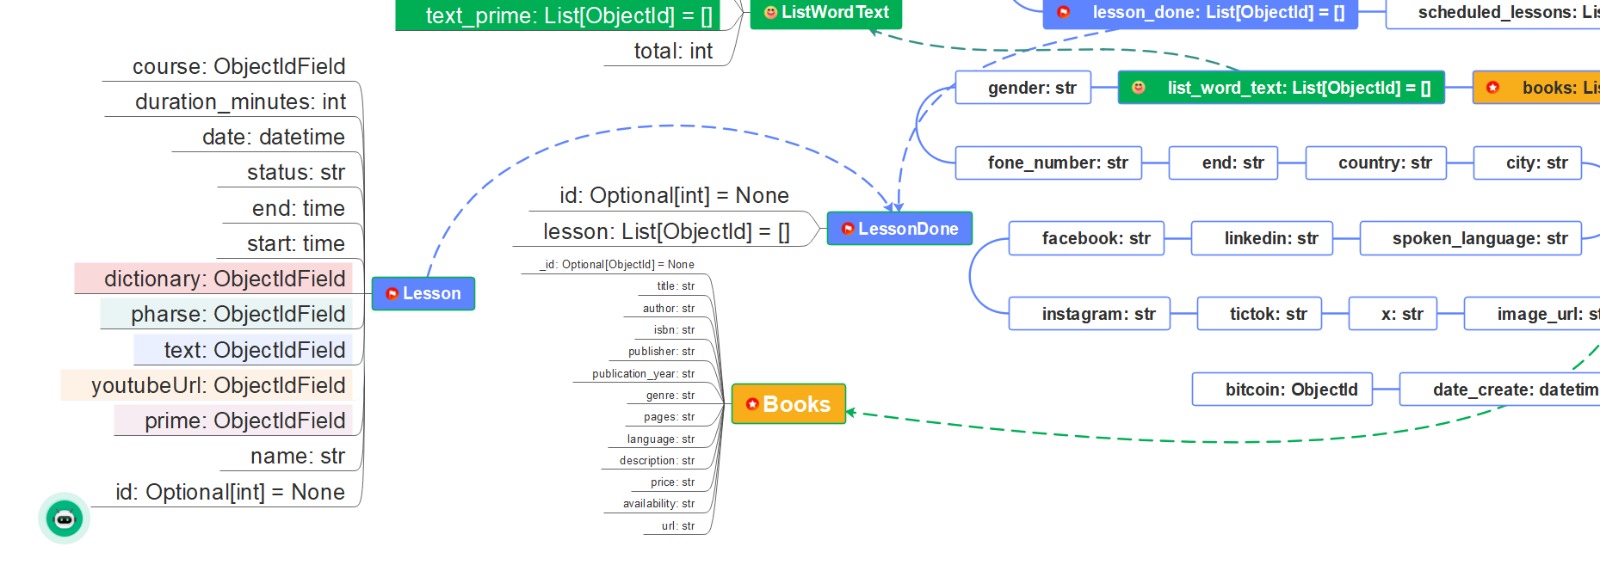 text_prime: List[ObjectId] = []
total: int
ListWordText
course: ObjectIdField
duration_minutes: int
date: datetime
status: str
end: time
start: time
dictionary: ObjectIdField
pharse: ObjectIdField
text: ObjectIdField
youtubeUrl: ObjectIdField
prime: ObjectIdField
name: str
id: Optional[int] = None
Lesson
id: Optional[int] = None
lesson: List[ObjectId] = []
LessonDone
_id: Optional[ObjectId] = None
title: str
author: str
isbn: str
publisher: str
publication_year: str
genre: str
pages: str
language: str
description: str
price: str
availability: str
url: str
Books
lesson_done: List[ObjectId] = [] scheduled_lessons: Lis
gender: str list_word_text: List[ObjectId] = [] books: Lis
fone_number: str end: str country: str city: str
facebook: str linkedin: str spoken_language: str
instagram: str tictok: str x: str image_url: st
bitcoin: ObjectId date_create: datetim